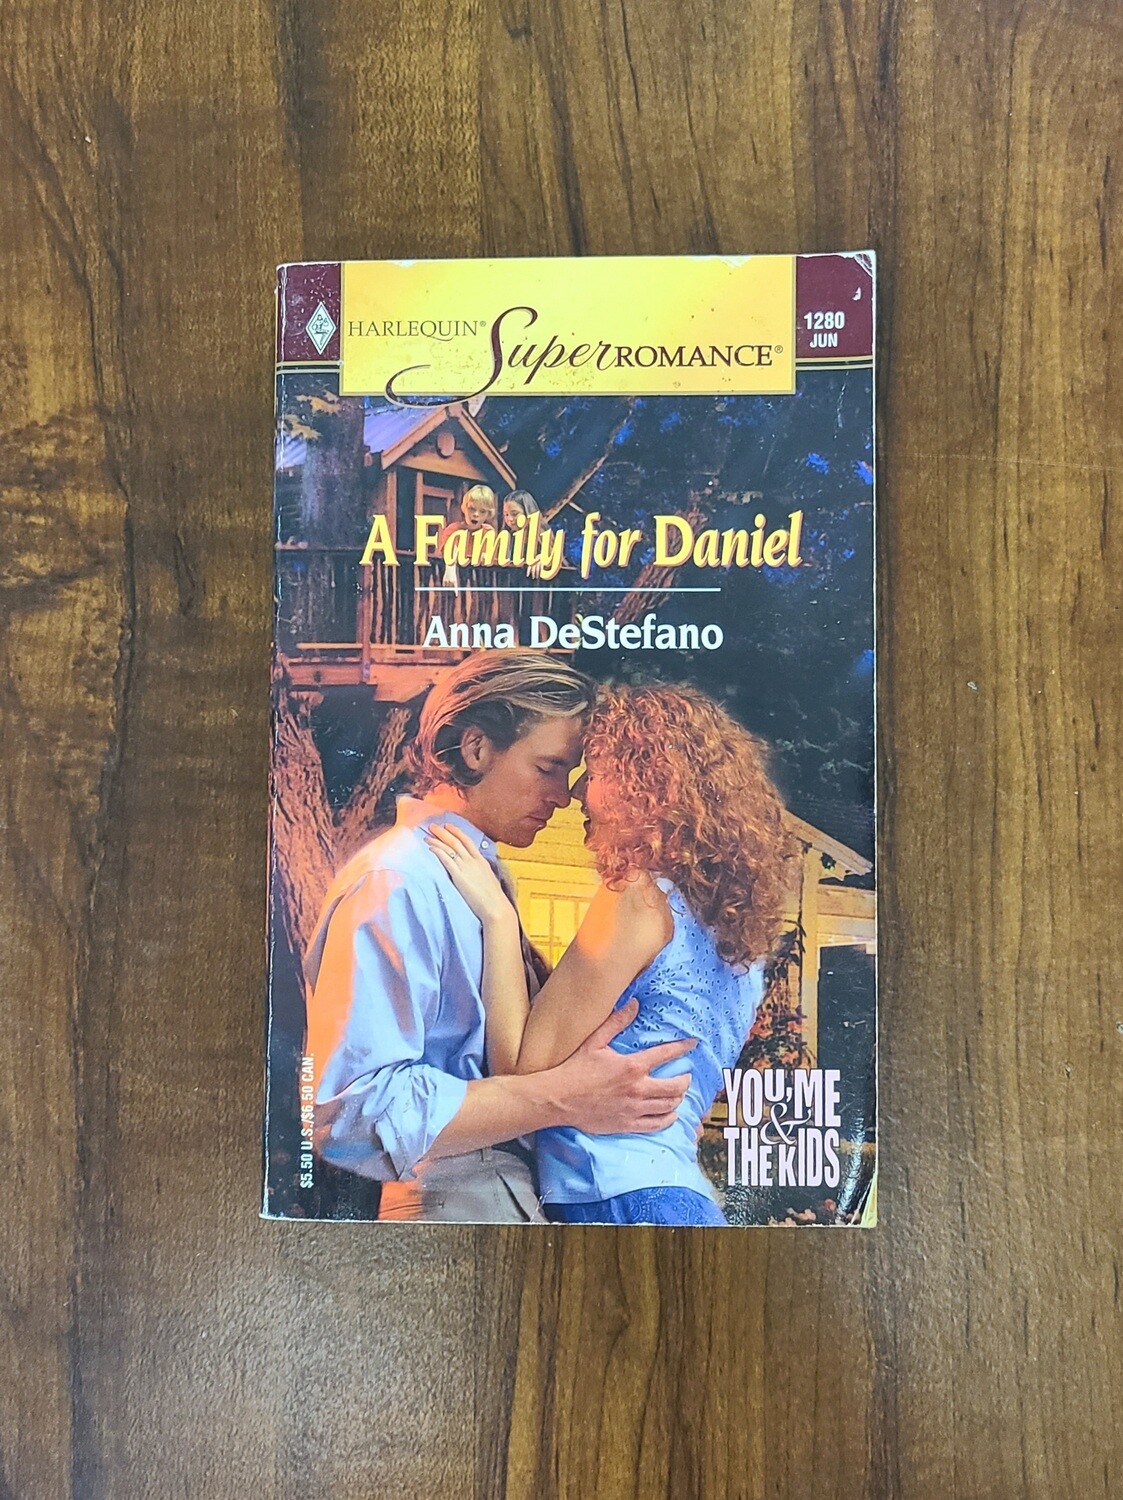 HARLEQUIN® SuperROMANCE®
1280
JUN
A Family for Daniel
Anna DeStefano
YOU, ME
&
THE KIDS
$5.50 U.S./$6.50 CAN.